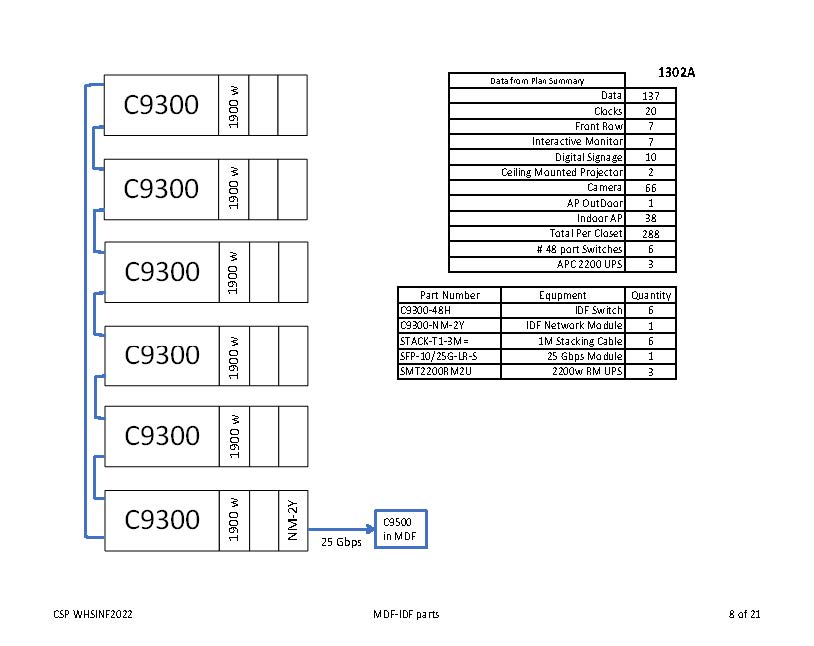 1302A
Data from Plan Summary
Data 137
Clocks 20
Front Row 7
Interactive Monitor 7
Digital Signage 10
Ceiling Mounted Projector 2
Camera 66
AP OutDoor 1
Indoor AP 38
Total Per Closet 288
# 48 port Switches 6
APC 2200 UPS 3
Part Number Equpment Quantity
C9300-48H IDF Switch 6
C9300-NM-2Y IDF Network Module 1
STACK-T1-3M= 1M Stacking Cable 6
SFP-10/25G-LR-S 25 Gbps Module 1
SMT2200RM2U 2200w RM UPS 3
C9300 1900 w
C9300 1900 w
C9300 1900 w
C9300 1900 w
C9300 1900 w
C9300 1900 w NM-2Y
25 Gbps
C9500
in MDF
CSP WHSINF2022 MDF-IDF parts 8 of 21